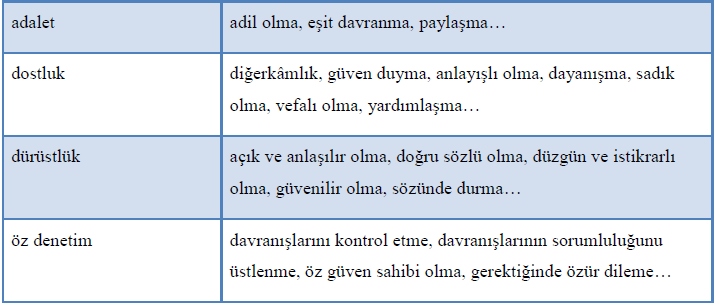 adalet
adil olma, eşit davranma, paylaşma…
dostluk
diğerkâmlık, güven duyma, anlayışlı olma, dayanışma, sadık
olma, vefalı olma, yardımlaşma…
dürüstlük
açık ve anlaşılır olma, doğru sözlü olma, düzgün ve istikrarlı
olma, güvenilir olma, sözünde durma…
öz denetim
davranışlarını kontrol etme, davranışlarının sorumluluğunu
üstlenme, öz güven sahibi olma, gerektiğinde özür dileme…